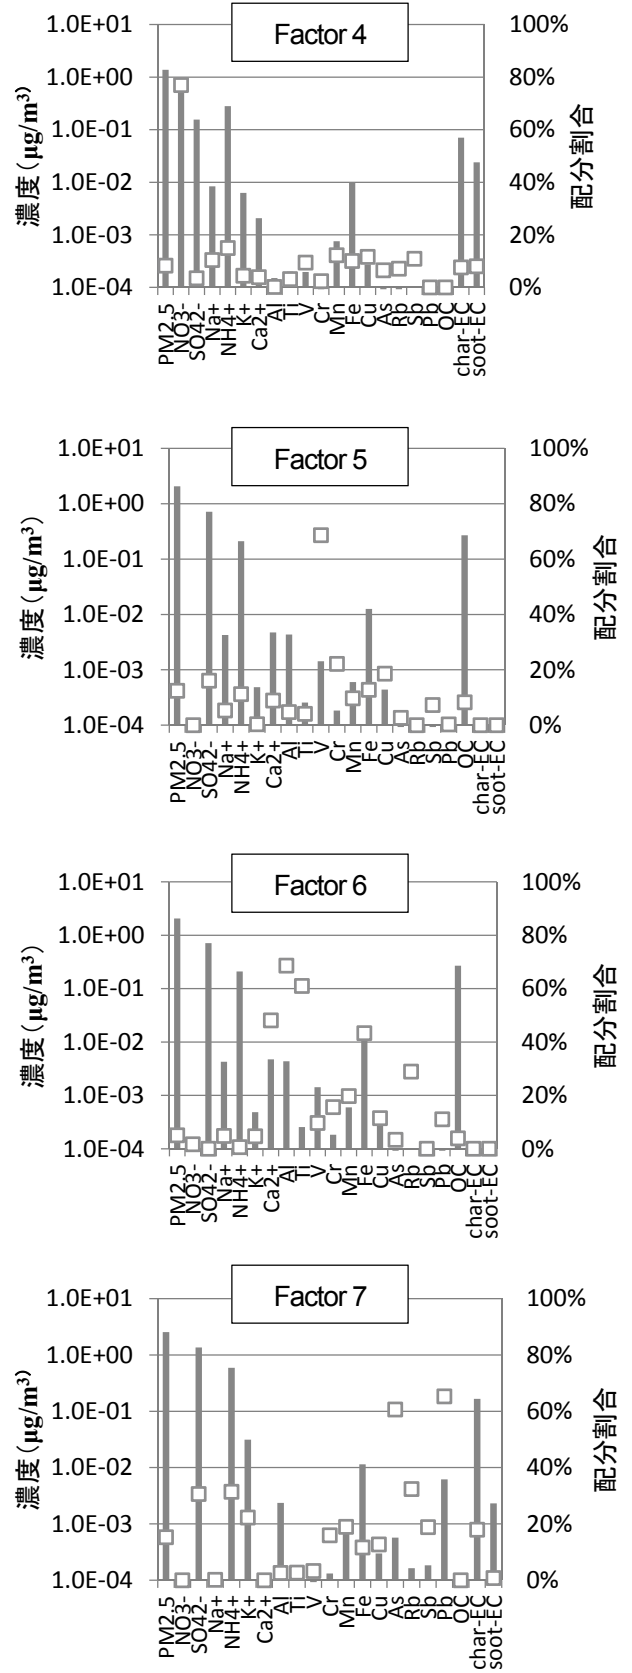 Factor 4
1.0E+01
1.0E+00
1.0E-01
1.0E-02
1.0E-03
1.0E-04
濃度（μg/m³）
100%
80%
60%
40%
20%
0%
配分割合
PM2.5
NO3-
SO42-
Na+
NH4+
K+
Ca2+
Al
Ti
V
Cr
Mn
Fe
Cu
As
Rb
Sb
Pb
OC
char-EC
soot-EC
Factor 5
1.0E+01
1.0E+00
1.0E-01
1.0E-02
1.0E-03
1.0E-04
濃度（μg/m³）
100%
80%
60%
40%
20%
0%
配分割合
PM2.5
NO3-
SO42-
Na+
NH4+
K+
Ca2+
Al
Ti
V
Cr
Mn
Fe
Cu
As
Rb
Sb
Pb
OC
char-EC
soot-EC
Factor 6
1.0E+01
1.0E+00
1.0E-01
1.0E-02
1.0E-03
1.0E-04
濃度（μg/m³）
100%
80%
60%
40%
20%
0%
配分割合
PM2.5
NO3-
SO42-
Na+
NH4+
K+
Ca2+
Al
Ti
V
Cr
Mn
Fe
Cu
As
Rb
Sb
Pb
OC
char-EC
soot-EC
Factor 7
1.0E+01
1.0E+00
1.0E-01
1.0E-02
1.0E-03
1.0E-04
濃度（μg/m³）
100%
80%
60%
40%
20%
0%
配分割合
PM2.5
NO3-
SO42-
Na+
NH4+
K+
Ca2+
Al
Ti
V
Cr
Mn
Fe
Cu
As
Rb
Sb
Pb
OC
char-EC
soot-EC